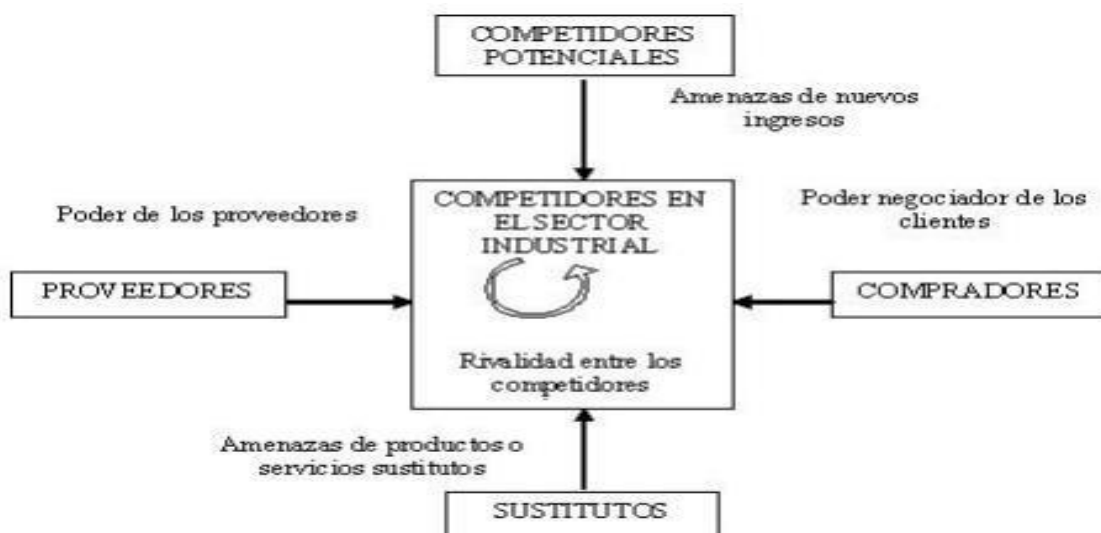 COMPETIDORES
POTENCIALES
Amenazas de nuevos
ingresos
Poder de los proveedores
COMPETIDORES EN
EL SECTOR
INDUSTRIAL
Poder negociador de los
clientes
PROVEEDORES
COMPRADORES
Rivalidad entre los
competidores
Amenazas de productos o
servicios sustitutos
SUSTITUTOS